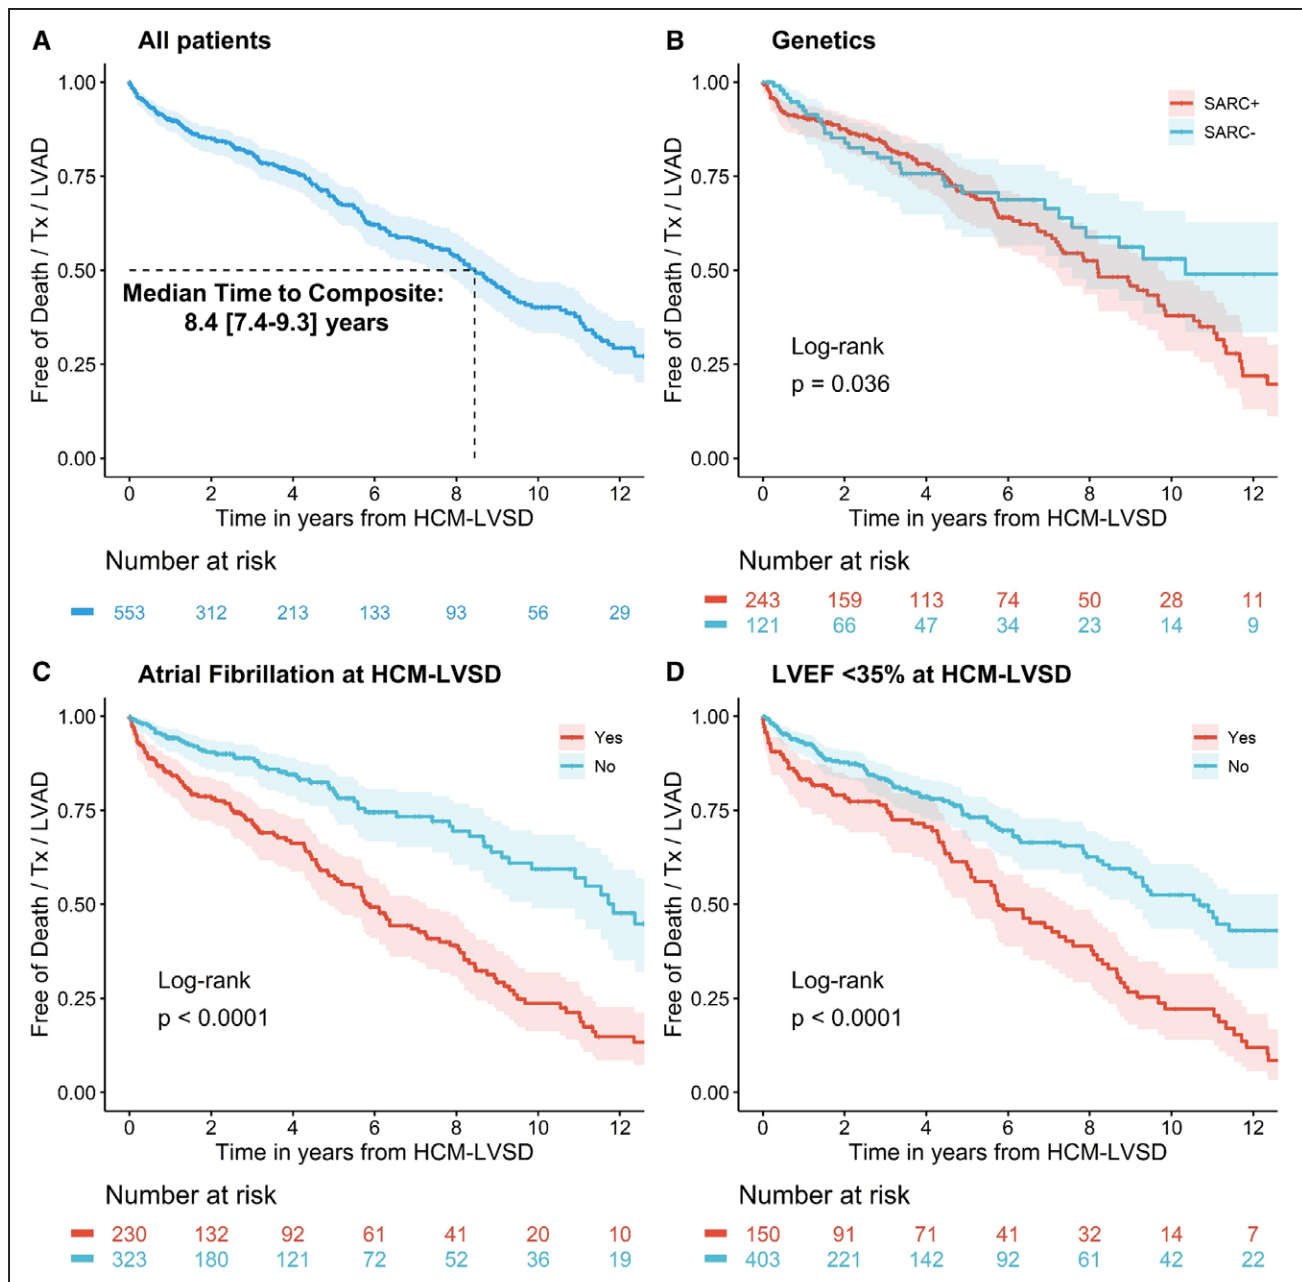 A All patients
Free of Death / Tx / LVAD
1.00
0.75
0.50
0.25
0.00
Median Time to Composite:
8.4 [7.4-9.3] years
0 2 4 6 8 10 12
Time in years from HCM-LVSD
Number at risk
553 312 213 133 93 56 29
B Genetics
Free of Death / Tx / LVAD
1.00
0.75
0.50
0.25
0.00
SARC+
SARC-
Log-rank
p = 0.036
0 2 4 6 8 10 12
Time in years from HCM-LVSD
Number at risk
243 159 113 74 50 28 11
121 66 47 34 23 14 9
C Atrial Fibrillation at HCM-LVSD
Free of Death / Tx / LVAD
1.00
0.75
0.50
0.25
0.00
Yes
No
Log-rank
p < 0.0001
0 2 4 6 8 10 12
Time in years from HCM-LVSD
Number at risk
230 132 92 61 41 20 10
323 180 121 72 52 36 19
D LVEF <35% at HCM-LVSD
Free of Death / Tx / LVAD
1.00
0.75
0.50
0.25
0.00
Yes
No
Log-rank
p < 0.0001
0 2 4 6 8 10 12
Time in years from HCM-LVSD
Number at risk
150 91 71 41 32 14 7
403 221 142 92 61 42 22